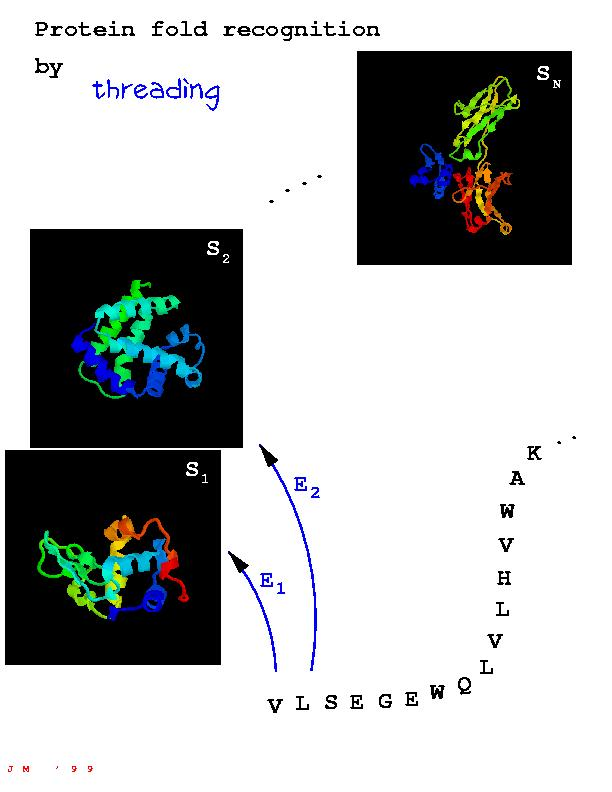 Protein fold recognition
by
threading
S_N
S_2
S_1
E_2
E_1
V L S E G E W Q L V L H V W A K . .
J M ' 9 9